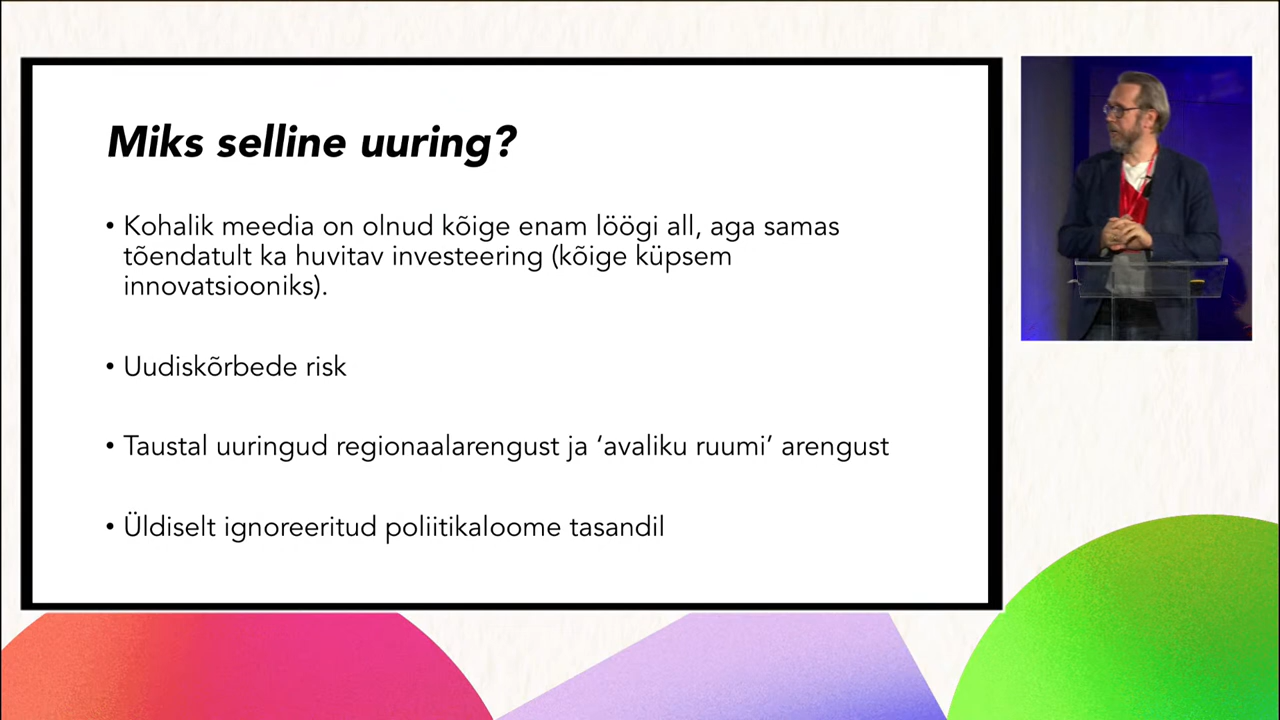 Miks selline uuring?
• Kohalik meedia on olnud kõige enam löögi all, aga samas
tõendatult ka huvitav investeering (kõige küpsem
innovatsiooniks).
• Uudiskõrbede risk
• Taustal uuringud regionaalarengust ja ‘avaliku ruumi’ arengust
• Üldiselt ignoreeritud poliitikaloome tasandil